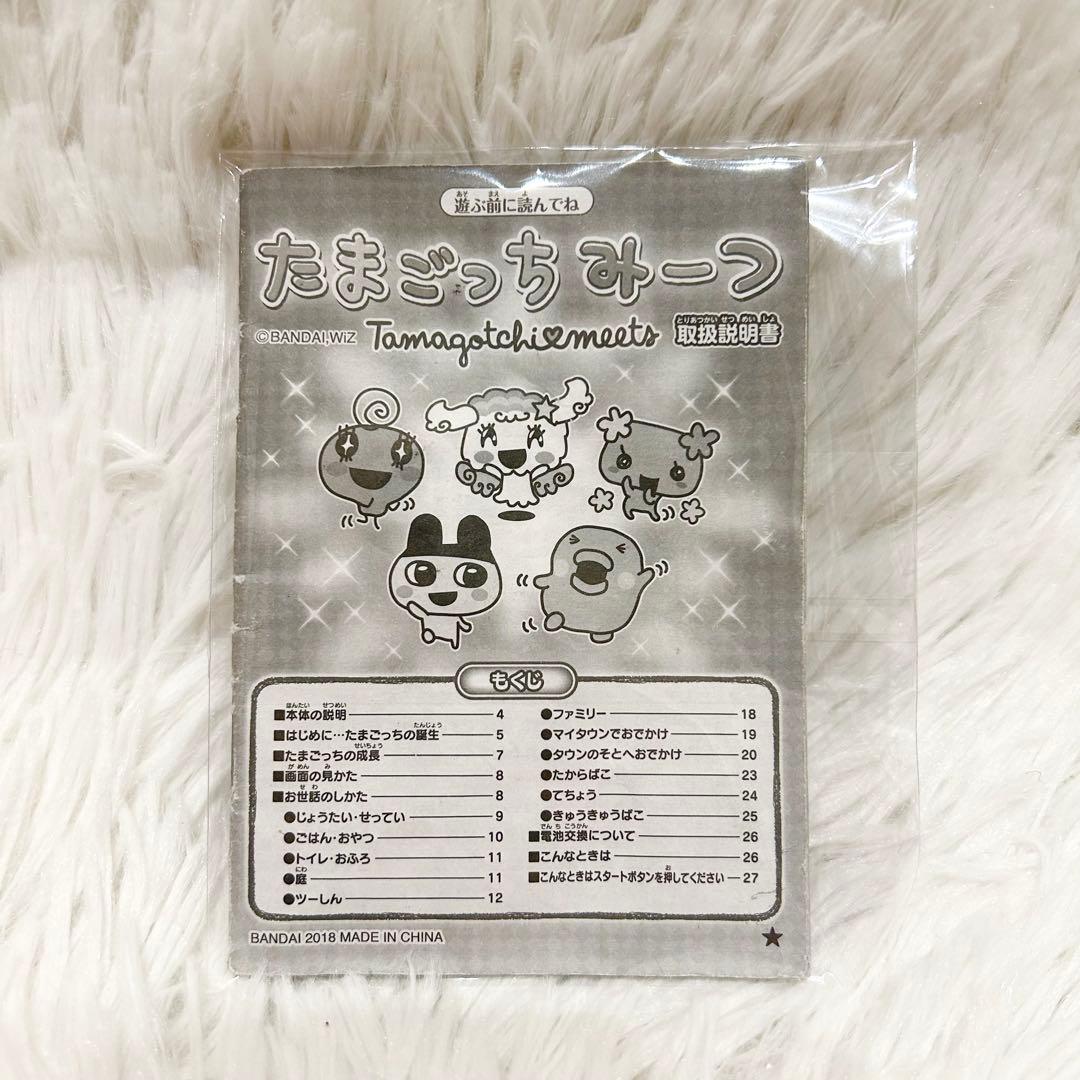 遊ぶ前に読んでね
たまごっち みーつ
©BANDAI,WiZ Tamagotchi♥meets 取扱説明書
もくじ
■本体の説明 4
■はじめに…たまごっちの誕生 5
■たまごっちの成長 7
■画面の見かた 8
■お世話のしかた 8
●じょうたい・せってい 9
●ごはん・おやつ 10
●トイレ・おふろ 11
●庭 11
●ツーしん 12
●ファミリー 18
●マイタウンでおでかけ 19
●タウンのそとへおでかけ 20
●たからばこ 23
●てちょう 24
●きゅうきゅうばこ 25
■電池交換について 26
■こんなときは 26
■こんなときはスタートボタンを押してください 27
BANDAI 2018 MADE IN CHINA ★